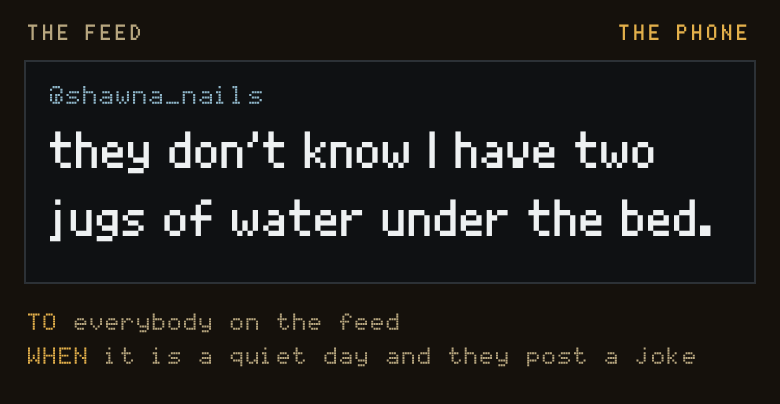 THE FEED
THE PHONE
@shawna_nails
they don't know I have two
jugs of water under the bed.
TO everybody on the feed
WHEN it is a quiet day and they post a joke